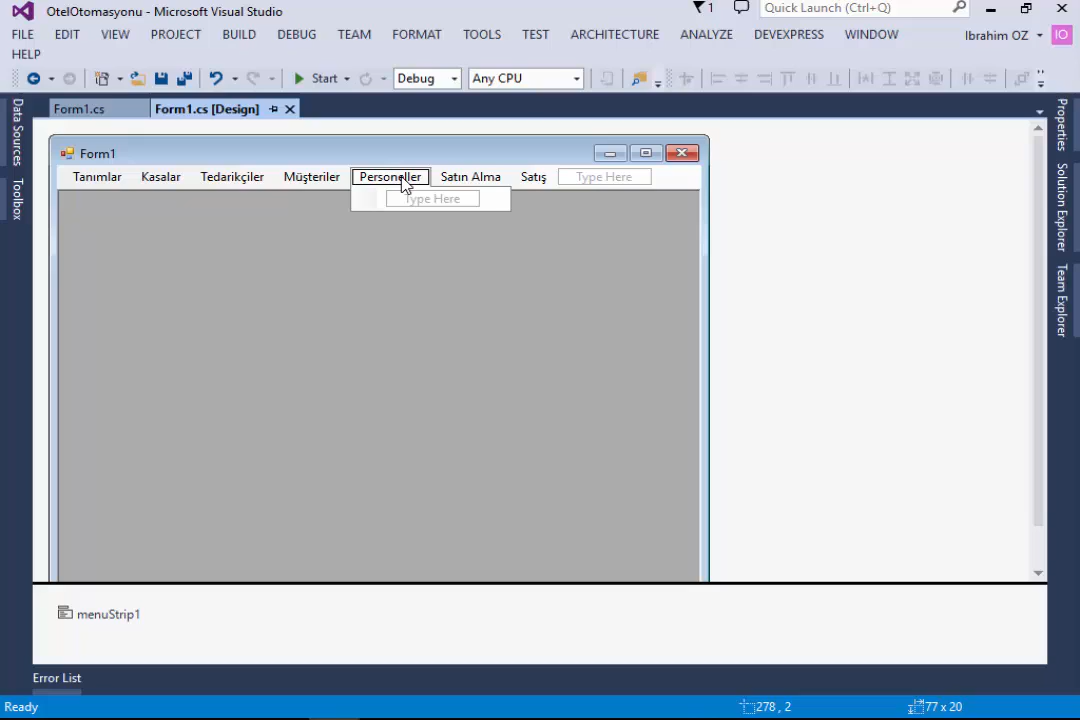 OtelOtomasyonu - Microsoft Visual Studio
1
Quick Launch (Ctrl+Q)
FILE EDIT VIEW PROJECT BUILD DEBUG TEAM FORMAT TOOLS TEST ARCHITECTURE ANALYZE DEVEXPRESS WINDOW Ibrahim OZ IO
HELP
Start Debug Any CPU
Form1.cs Form1.cs [Design]
Data Sources
Toolbox
Properties
Solution Explorer
Team Explorer
Form1
Tanımlar Kasalar Tedarikçiler Müşteriler Personeller Satın Alma Satış Type Here
Type Here
menuStrip1
Error List
Ready 278 , 2 77 x 20